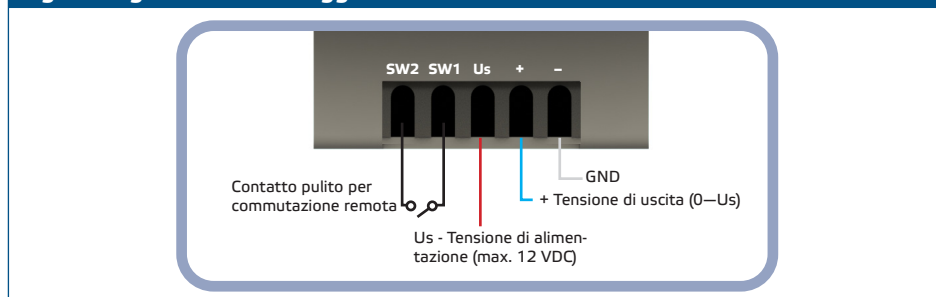 SW2 SW1 Us + –
GND
+ Tensione di uscita (0—Us)
Contatto pulito per
commutazione remota
Us - Tensione di alimen-
tazione (max. 12 VDC)